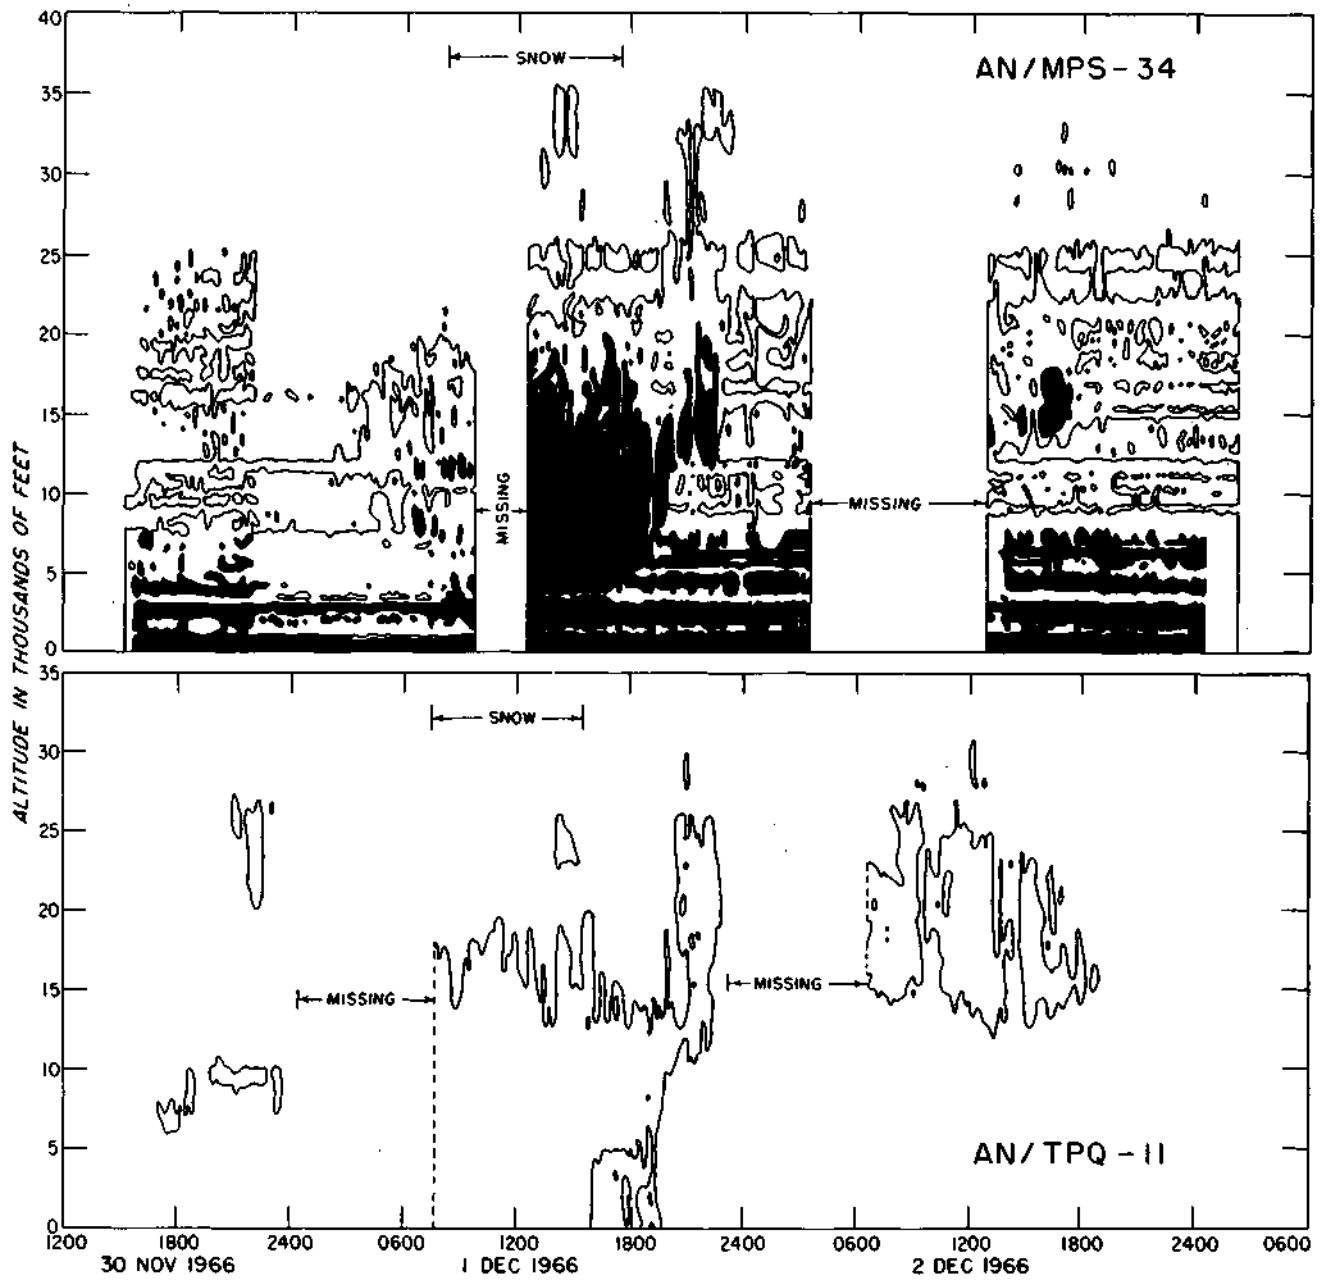 40
SNOW
AN/MPS-34
35
30
25
20
15
10
MISSING
MISSING
5
0
ALTITUDE IN THOUSANDS OF FEET
35
SNOW
30
25
20
15
MISSING
MISSING
10
5
AN/TPQ-11
0
1200 1800 2400 0600 1200 1800 2400 0600 1200 1800 2400 0600
30 NOV 1966 1 DEC 1966 2 DEC 1966